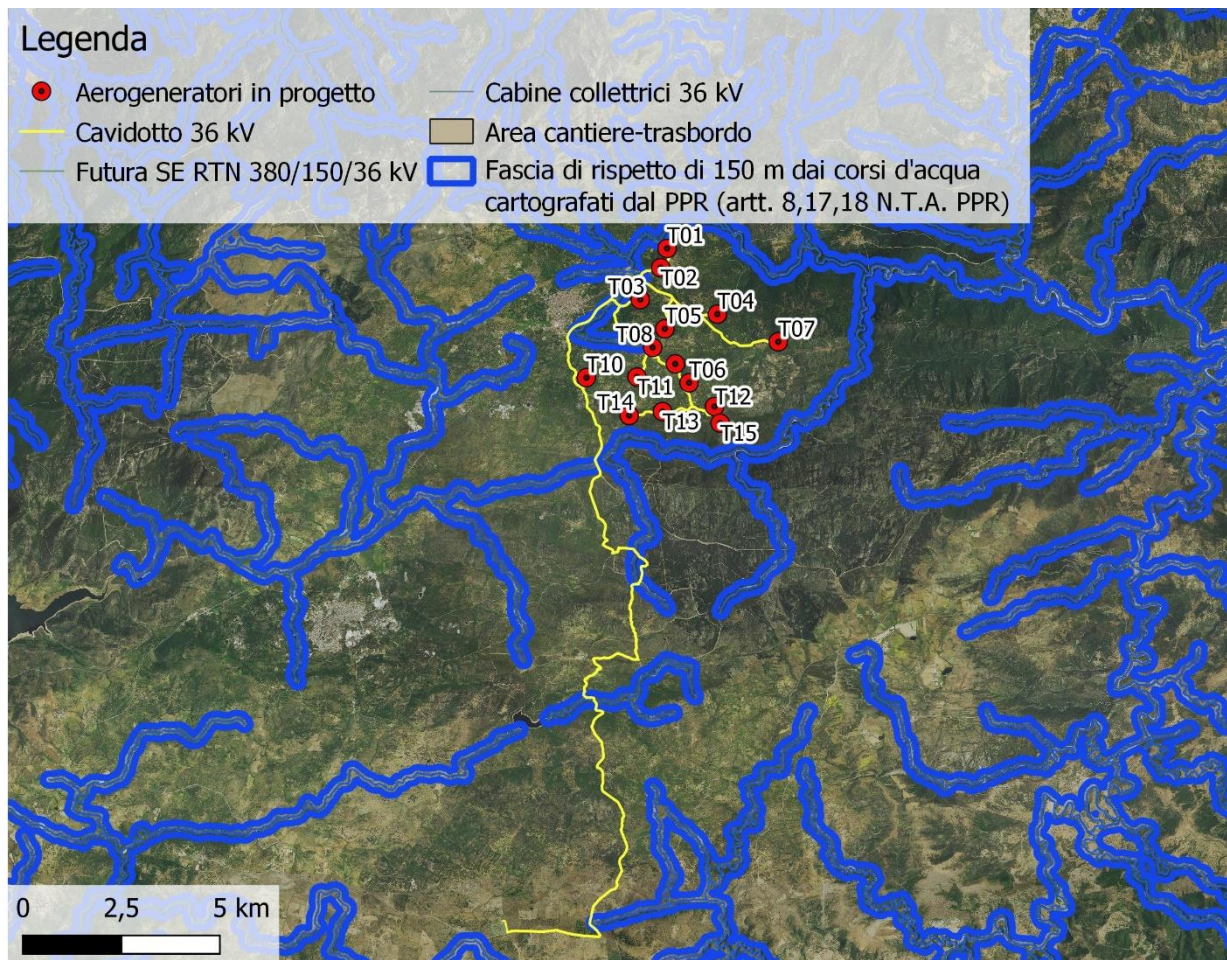 Legenda
Aerogeneratori in progetto
Cavidotto 36 kV
Futura SE RTN 380/150/36 kV
Cabine collettrici 36 kV
Area cantiere-trasbordo
Fascia di rispetto di 150 m dai corsi d'acqua
cartografati dal PPR (artt. 8,17,18 N.T.A. PPR)
T01
T02
T03
T04
T05
T07
T08
T10
T06
T11
T12
T14
T13
T15
0 2,5 5 km